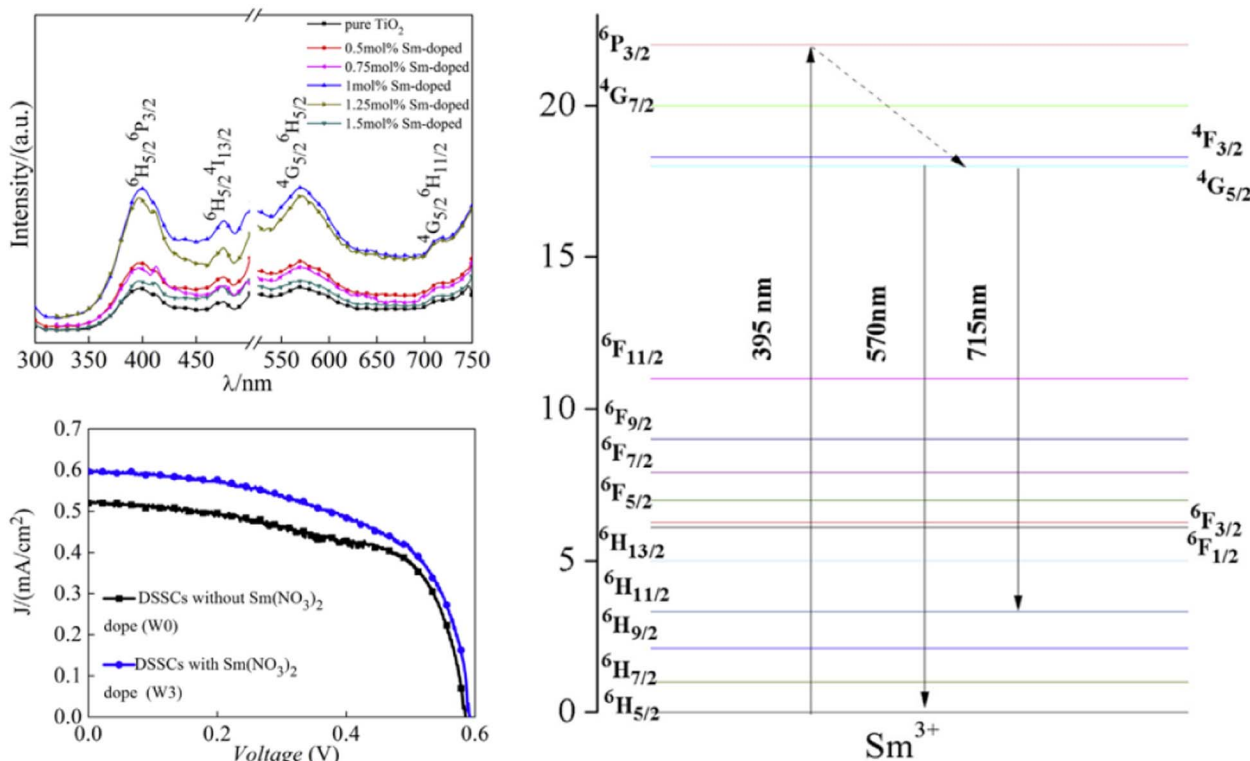 pure TiO2
0.5mol% Sm-doped
0.75mol% Sm-doped
1mol% Sm-doped
1.25mol% Sm-doped
1.5mol% Sm-doped
6H5/2 6P3/2
6H5/2 4I13/2
4G5/2 6H5/2
4G5/2 6H11/2
Intensity/(a.u.)
300 350 400 450 550 600 650 700 750
λ/nm
0.7
0.6
0.5
0.4
0.3
0.2
0.1
0.0
J/(mA/cm2)
DSSCs without Sm(NO3)2
dope (W0)
DSSCs with Sm(NO3)2
dope (W3)
0.0 0.2 0.4 0.6
Voltage (V)
6P3/2
4G7/2
20
4F3/2
4G5/2
15
395 nm
570nm
715nm
6F11/2
10
6F9/2
6F7/2
6F5/2
6F3/2
6H13/2
6F1/2
5
6H11/2
6H9/2
6H7/2
6H5/2
0
Sm3+